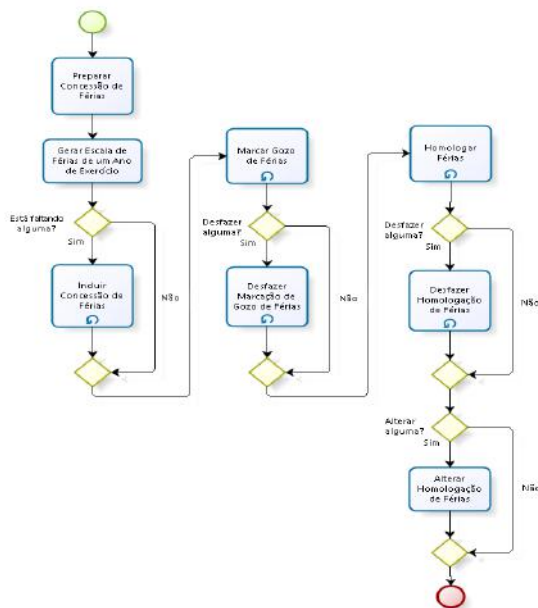 Preparar
Concessão de
Férias
Gerar Escala de
Férias de um Ano
de Exercício
Está faltando
alguma?
Sim
Não
Incluir
Concessão de
Férias
Marcar Gozo
de Férias
Desfazer
alguma?
Sim
Não
Desfazer
Marcação de
Gozo de Férias
Homologar
Férias
Desfazer
alguma?
Sim
Não
Desfazer
Homologação
de Férias
Alterar
alguma?
Sim
Não
Alterar
Homologação
de Férias